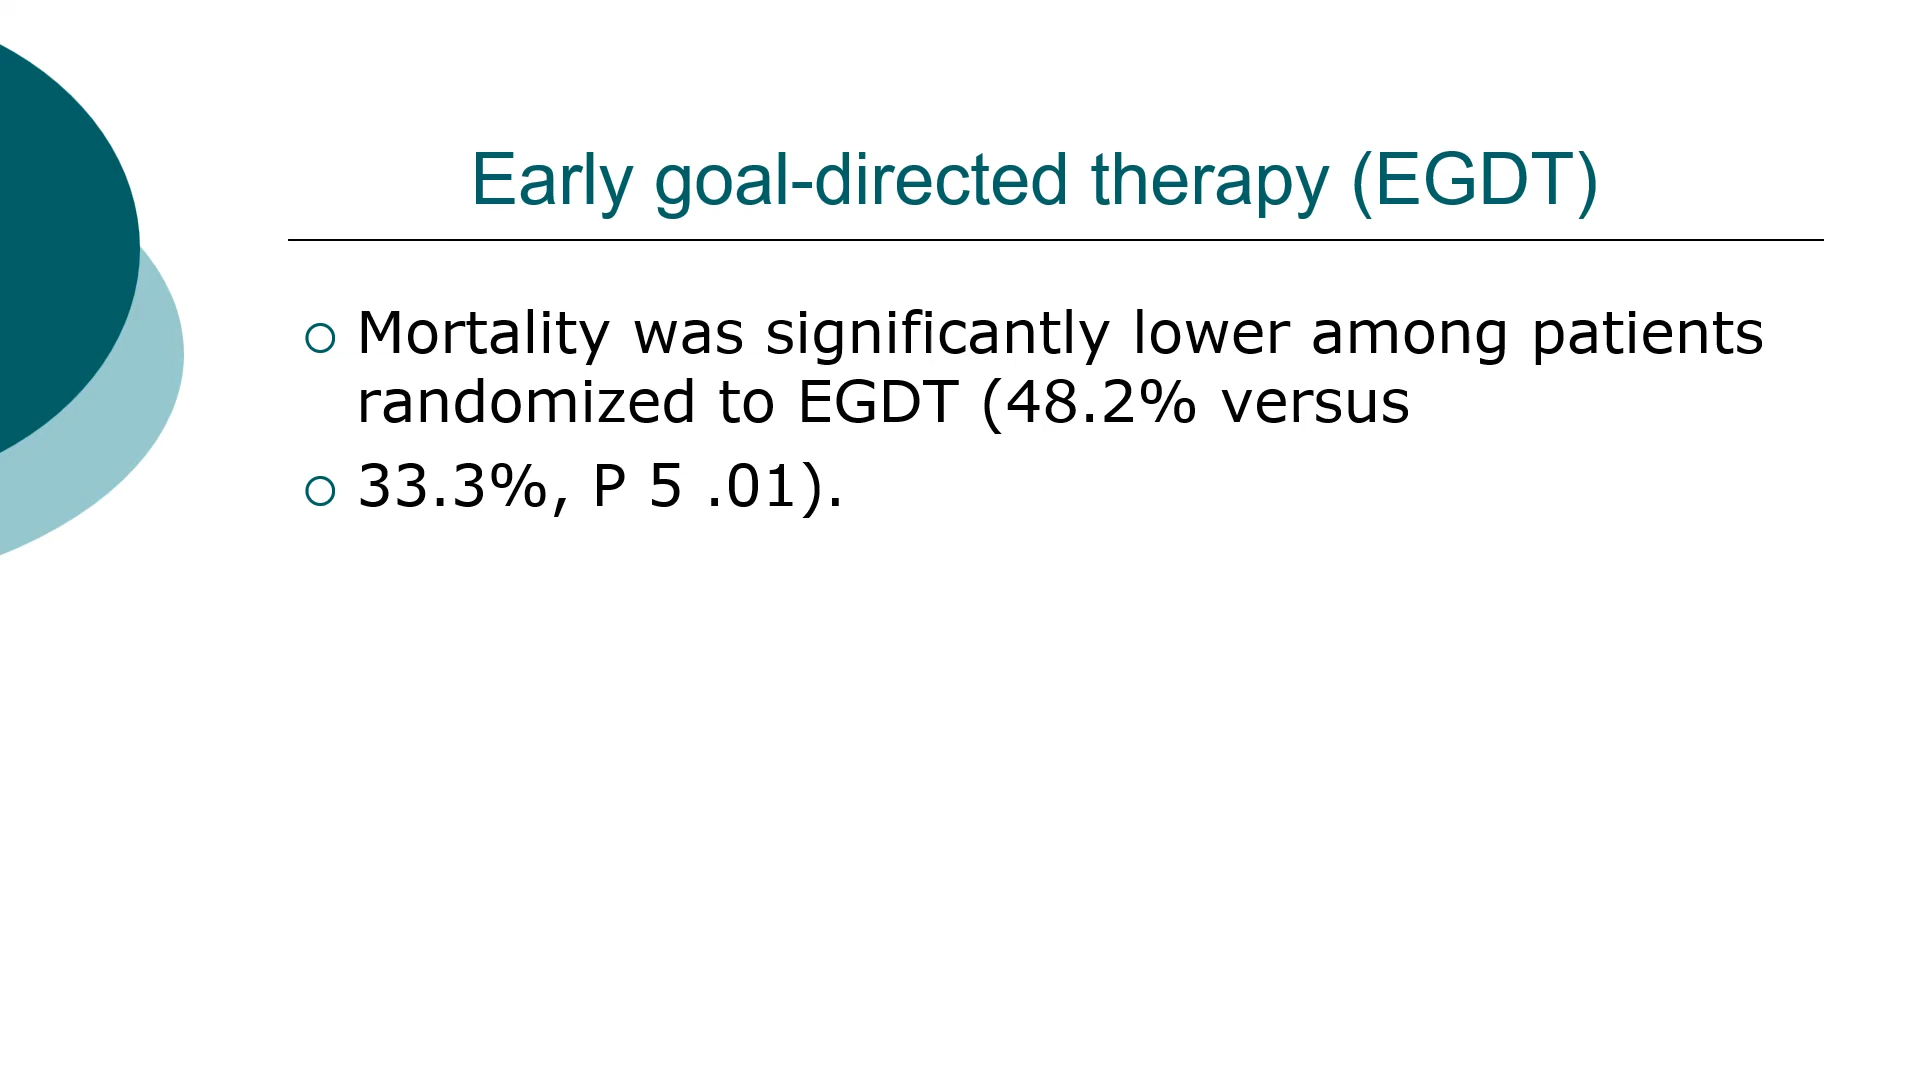 Early goal-directed therapy (EGDT)
Mortality was significantly lower among patients
randomized to EGDT (48.2% versus
33.3%, P 5 .01).